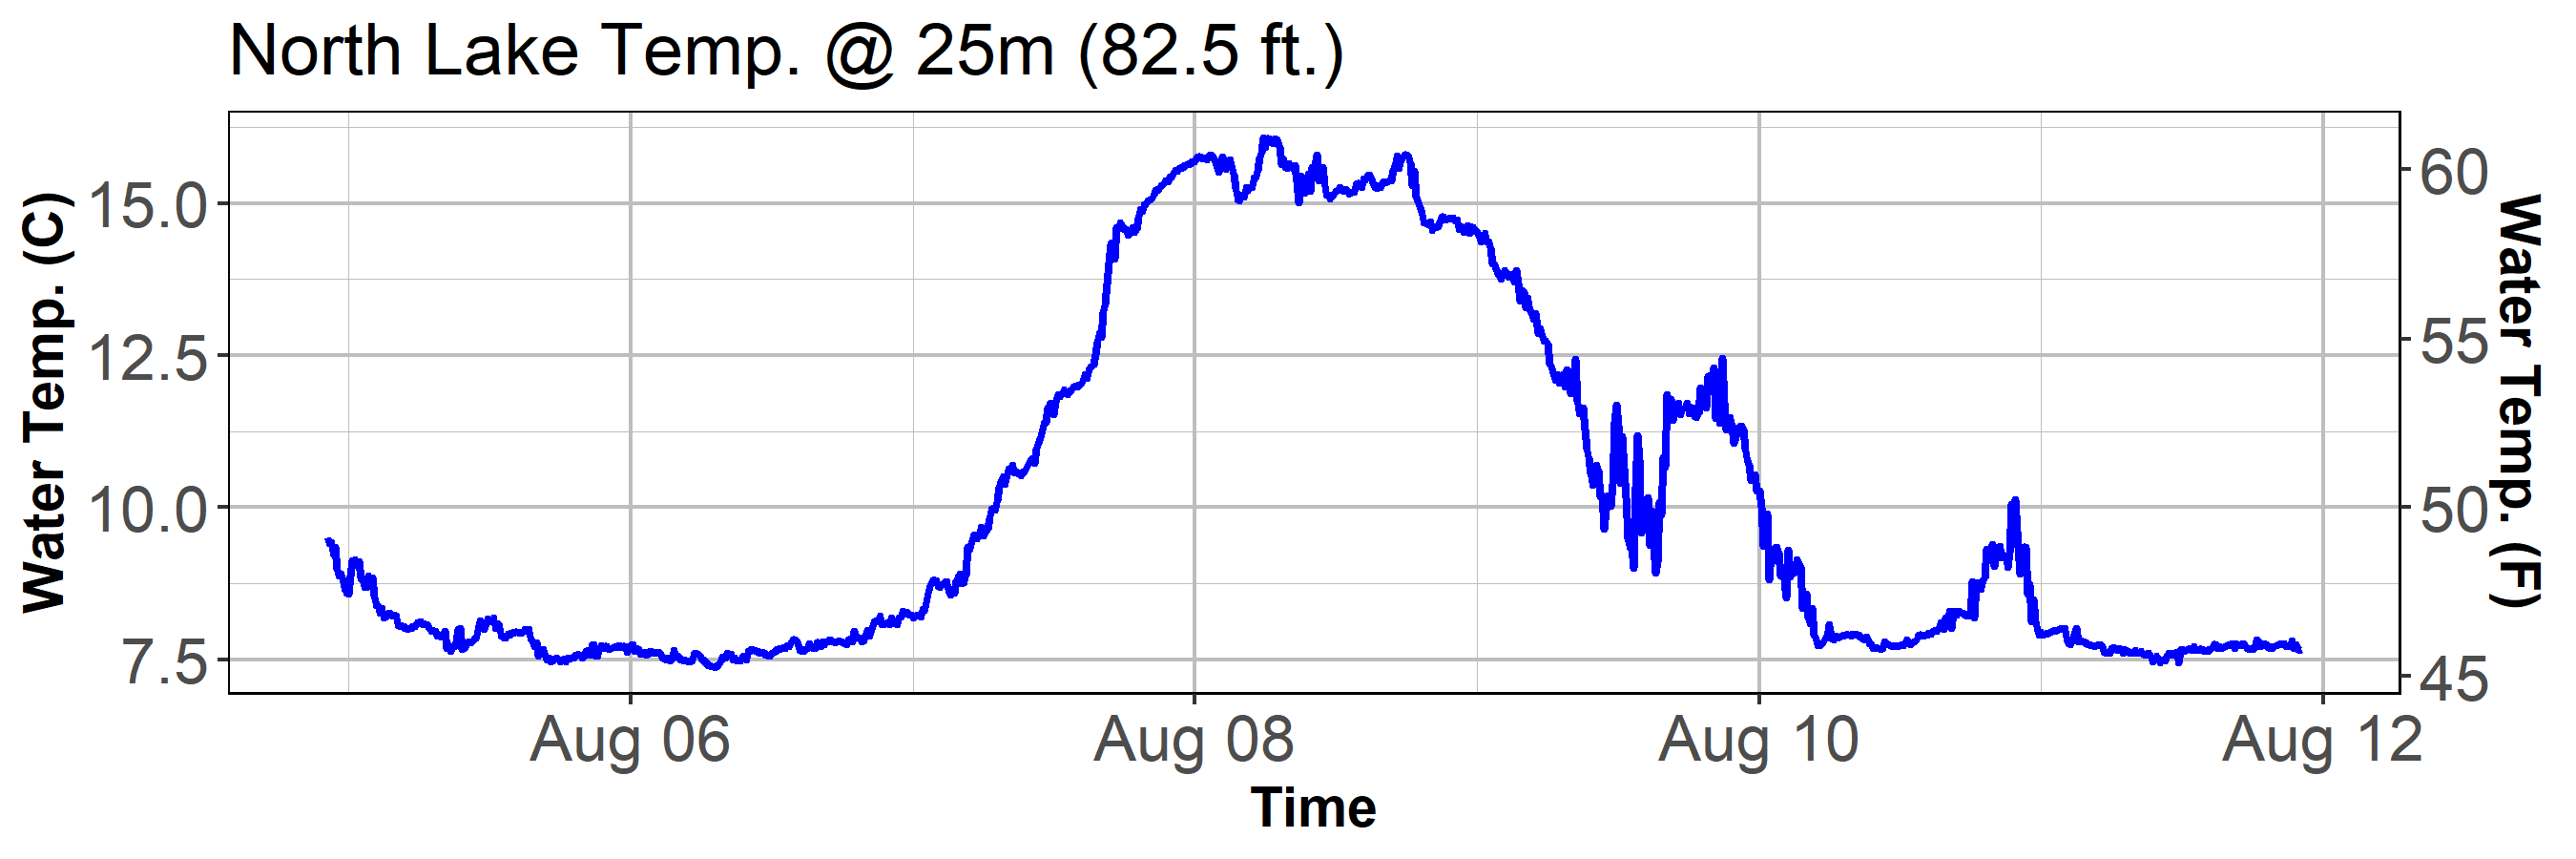 North Lake Temp. @ 25m (82.5 ft.)
Water Temp. (C)
15.0
12.5
10.0
7.5
60
55
50
45
Water Temp. (F)
Aug 06
Aug 08
Aug 10
Aug 12
Time